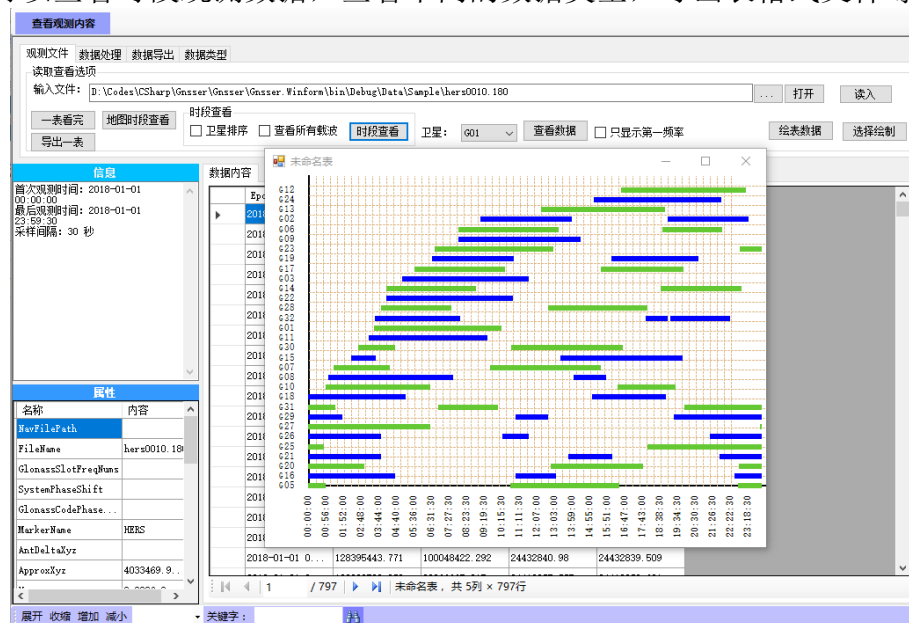 查看观测内容
观测文件 数据处理 数据导出 数据类型
读取查看选项
输入文件: D:\Codes\CSharp\Gnsser\Gnsser\Gnsser.Winform\bin\Debug\Data\Sample\hers0010.180 ... 打开 读入
一表看完 地图时段查看 导出一表
时段查看
卫星排序 查看所有载波 时段查看 卫星: G01 查看数据 只显示第一频率 绘表数据 选择绘制
信息
首次观测时间: 2018-01-01
00:00:00
最后观测时间: 2018-01-01
23:59:30
采样间隔: 30 秒
数据内容
未命名表
G12
G24
G13
G02
G06
G09
G23
G19
G17
G03
G14
G22
G28
G32
G01
G11
G30
G15
G07
G08
G10
G18
G31
G29
G27
G26
G25
G21
G20
G16
G05
00:00:00 00:56:00 01:52:00 02:48:00 03:44:00 04:40:00 05:36:00 06:31:30 07:27:30 08:23:30 09:19:30 10:15:30 11:11:30 12:07:00 13:03:00 13:59:00 14:55:00 15:51:00 16:47:00 17:43:00 18:38:30 19:34:30 20:30:30 21:26:30 22:22:30 23:18:30
属性
名称 内容
NavFilePath
FileName hers0010.180
GlonassSlotFreqNums
SystemPhaseShift
GlonassCodePhase...
MarkerName HERS
AntDeltaXyz
ApproxXyz 4033469.9...
2018-01-01 0... 128395443.771 100048422.292 24432840.98 24432839.509
1 / 797 未命名表, 共 5列 × 797行
展开 收缩 增加 减小 关键字: